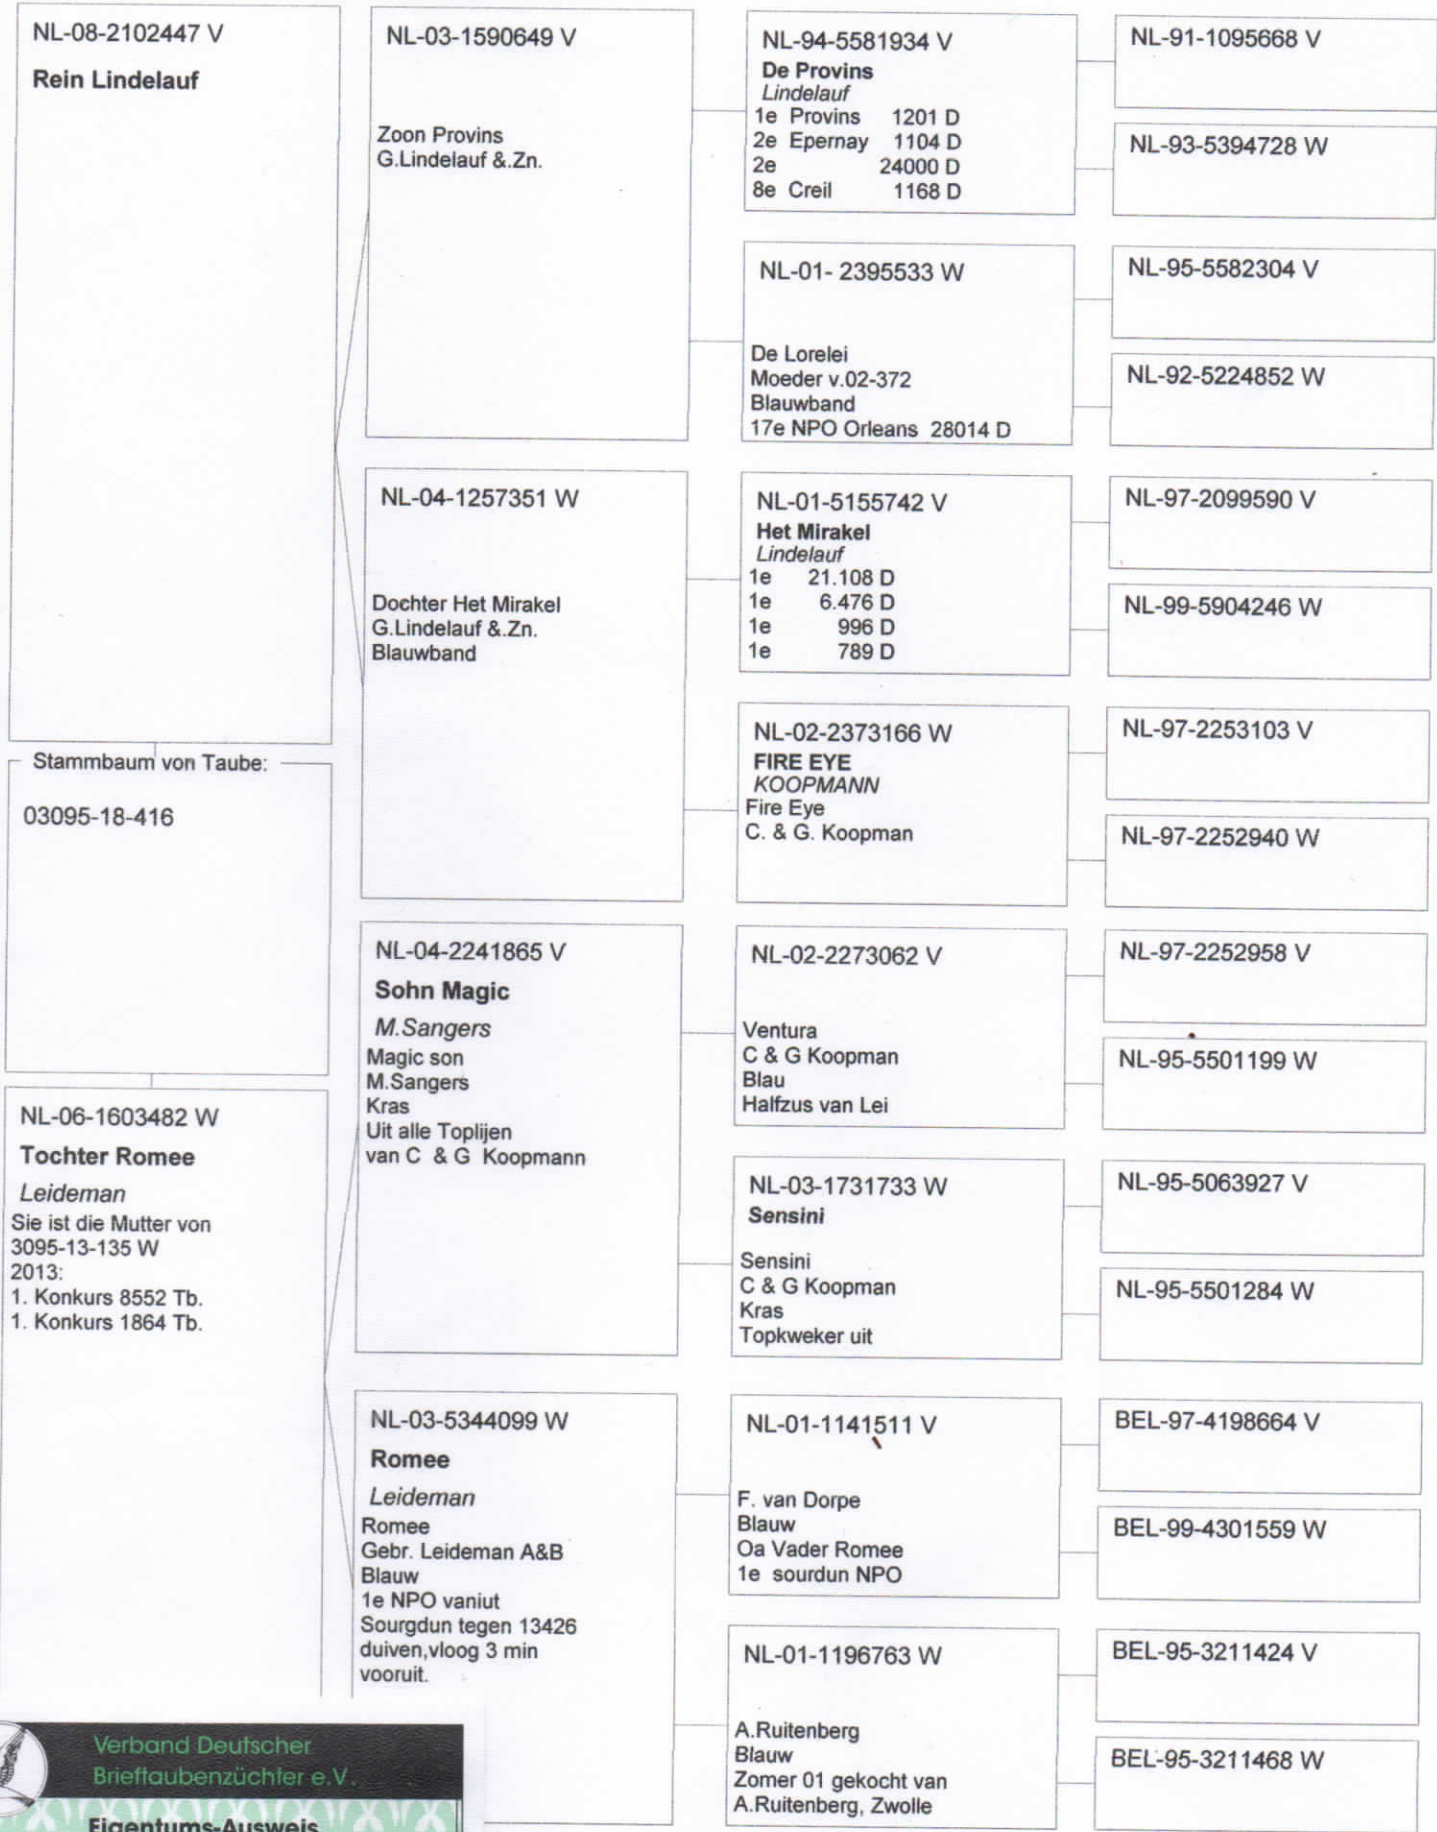 NL-08-2102447 V
Rein Lindelauf
Stammbaum von Taube:
03095-18-416
NL-06-1603482 W
Tochter Romee
Leideman
Sie ist die Mutter von
3095-13-135 W
2013:
1. Konkurs 8552 Tb.
1. Konkurs 1864 Tb.
NL-03-1590649 V
Zoon Provins
G.Lindelauf &.Zn.
NL-04-1257351 W
Dochter Het Mirakel
G.Lindelauf &.Zn.
Blauwband
NL-04-2241865 V
Sohn Magic
M.Sangers
Magic son
M.Sangers
Kras
Uit alle Toplijen
van C & G Koopmann
NL-03-5344099 W
Romee
Leideman
Romee
Gebr. Leideman A&B
Blauw
1e NPO vaniut
Sourgdun tegen 13426
duiven,vloog 3 min
vooruit.
NL-94-5581934 V
De Provins
Lindelauf
1e Provins 1201 D
2e Epernay 1104 D
2e 24000 D
8e Creil 1168 D
NL-01- 2395533 W
De Lorelei
Moeder v.02-372
Blauwband
17e NPO Orleans 28014 D
NL-01-5155742 V
Het Mirakel
Lindelauf
1e 21.108 D
1e 6.476 D
1e 996 D
1e 789 D
NL-02-2373166 W
FIRE EYE
KOOPMANN
Fire Eye
C. & G. Koopman
NL-02-2273062 V
Ventura
C & G Koopman
Blau
Halfzus van Lei
NL-03-1731733 W
Sensini
Sensini
C & G Koopman
Kras
Topkweker uit
NL-01-1141511 V
F. van Dorpe
Blauw
Oa Vader Romee
1e sourdun NPO
NL-01-1196763 W
A.Ruitenberg
Blauw
Zomer 01 gekocht van
A.Ruitenberg, Zwolle
NL-91-1095668 V
NL-93-5394728 W
NL-95-5582304 V
NL-92-5224852 W
NL-97-2099590 V
NL-99-5904246 W
NL-97-2253103 V
NL-97-2252940 W
NL-97-2252958 V
NL-95-5501199 W
NL-95-5063927 V
NL-95-5501284 W
BEL-97-4198664 V
BEL-99-4301559 W
BEL-95-3211424 V
BEL-95-3211468 W
Verband Deutscher
Brieftaubenzüchter e.V.
Eigentums-Ausweis